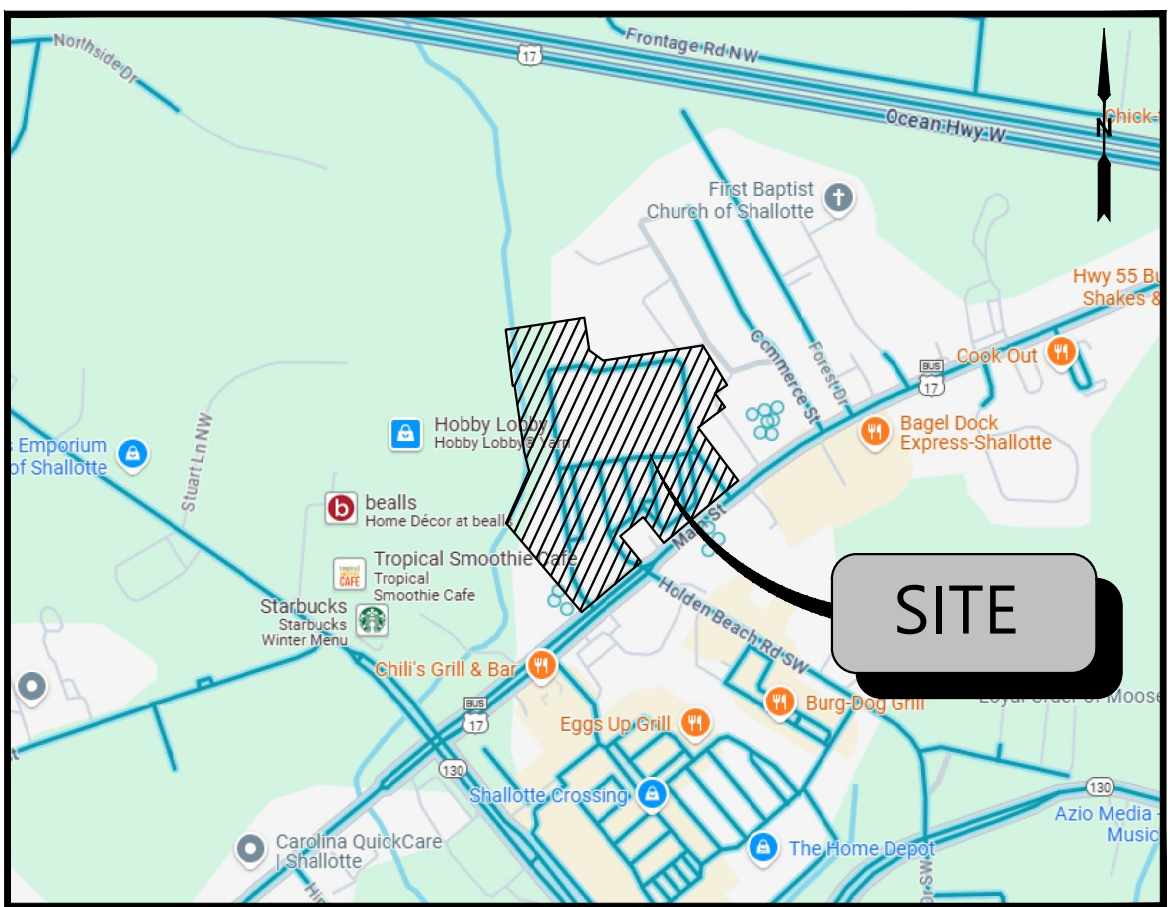 Northside Dr
17
Frontage Rd NW
Ocean Hwy W
N
Chick-
First Baptist
Church of Shallotte
Hwy 55 Bu
Shakes &
Commerce St
Forest Dr
BUS
17
Cook Out
Bagel Dock
Express-Shallotte
Hobby Lobby
Hobby Lobby® Yarn
s Emporium
of Shallotte
Stuart Ln NW
b
bealls
Home Décor at bealls
Main St
Tropical Smoothie Cafe
Tropical
Smoothie Cafe
CAFE
SITE
Starbucks
Starbucks
Winter Menu
Holden Beach Rd SW
Chili's Grill & Bar
BUS
17
Eggs Up Grill
Burg-Dog Grill
Loyal Order of Moose
130
Shallotte Crossing
130
Azio Media -
Music
Carolina QuickCare
| Shallotte
The Home Depot
Dr SW